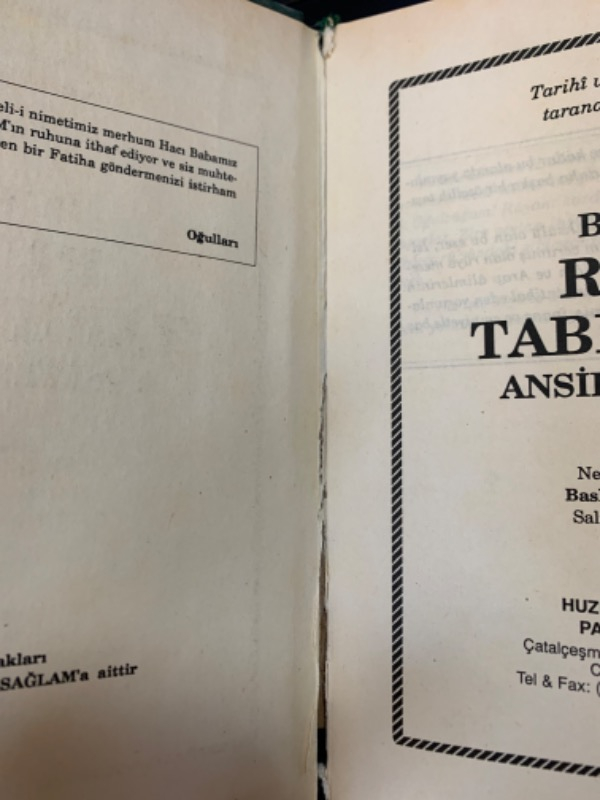 eli-i nimetimiz merhum Hacı Babamız
M'ın ruhuna ithaf ediyor ve siz muhte-
en bir Fatiha göndermenizi istirham
Oğulları
akları
SAĞLAM'a aittir
Tarihî
taran
B
R
TAB
ANSİ
Ne
Bas
Sal
HUZ
PA
Çatalçeşm
C
Tel & Fax: (